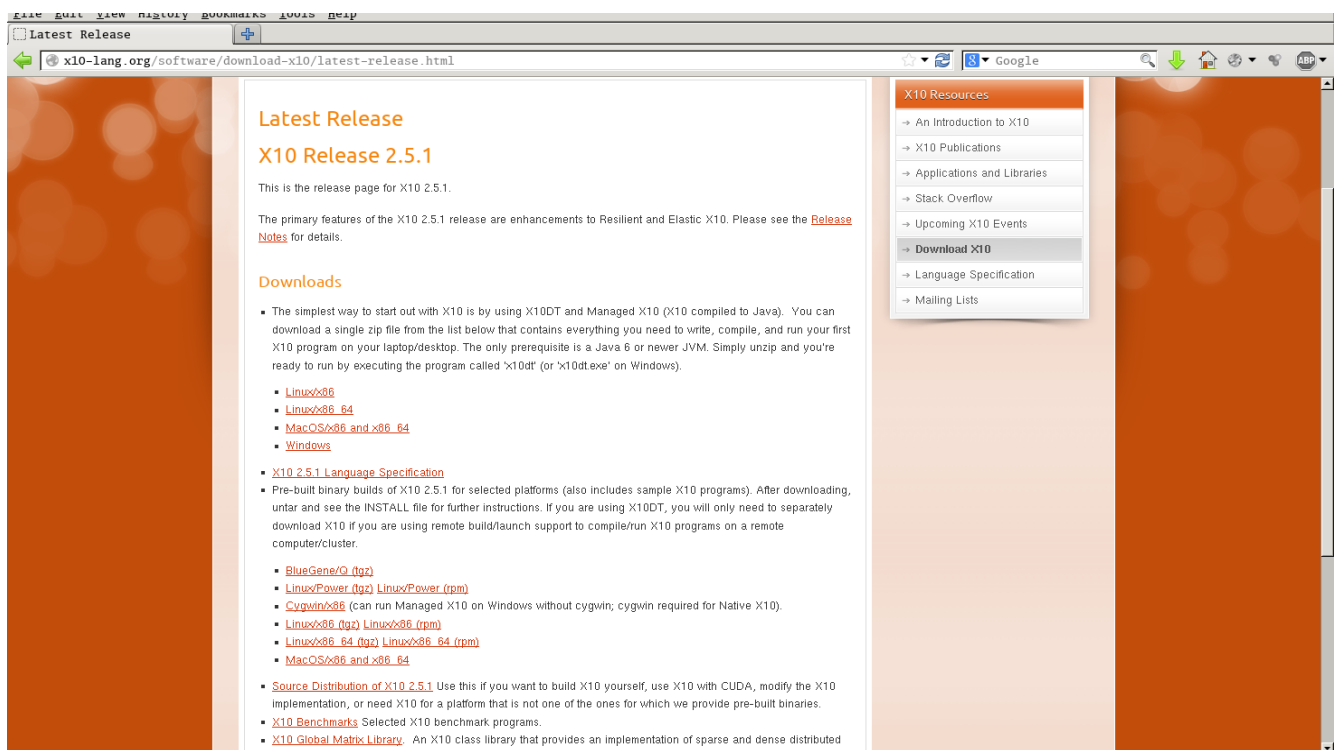 File Edit View History Bookmarks Tools Help
Latest Release
x10-lang.org/software/download-x10/latest-release.html
Google
ABP
Latest Release
X10 Release 2.5.1
This is the release page for X10 2.5.1.
The primary features of the X10 2.5.1 release are enhancements to Resilient and Elastic X10. Please see the Release
Notes for details.
Downloads
The simplest way to start out with X10 is by using X10DT and Managed X10 (X10 compiled to Java). You can
download a single zip file from the list below that contains everything you need to write, compile, and run your first
X10 program on your laptop/desktop. The only prerequisite is a Java 6 or newer JVM. Simply unzip and you're
ready to run by executing the program called 'x10dt' (or 'x10dt.exe' on Windows).
Linux/x86
Linux/x86_64
MacOS/x86 and x86_64
Windows
X10 2.5.1 Language Specification
Pre-built binary builds of X10 2.5.1 for selected platforms (also includes sample X10 programs). After downloading,
untar and see the INSTALL file for further instructions. If you are using X10DT, you will only need to separately
download X10 if you are using remote build/launch support to compile/run X10 programs on a remote
computer/cluster.
BlueGene/Q (tgz)
Linux/Power (tgz) Linux/Power (rpm)
Cygwin/x86 (can run Managed X10 on Windows without cygwin; cygwin required for Native X10).
Linux/x86 (tgz) Linux/x86 (rpm)
Linux/x86_64 (tgz) Linux/x86_64 (rpm)
MacOS/x86 and x86_64
Source Distribution of X10 2.5.1 Use this if you want to build X10 yourself, use X10 with CUDA, modify the X10
implementation, or need X10 for a platform that is not one of the ones for which we provide pre-built binaries.
X10 Benchmarks Selected X10 benchmark programs.
X10 Global Matrix Library. An X10 class library that provides an implementation of sparse and dense distributed
X10 Resources
An Introduction to X10
X10 Publications
Applications and Libraries
Stack Overflow
Upcoming X10 Events
Download X10
Language Specification
Mailing Lists